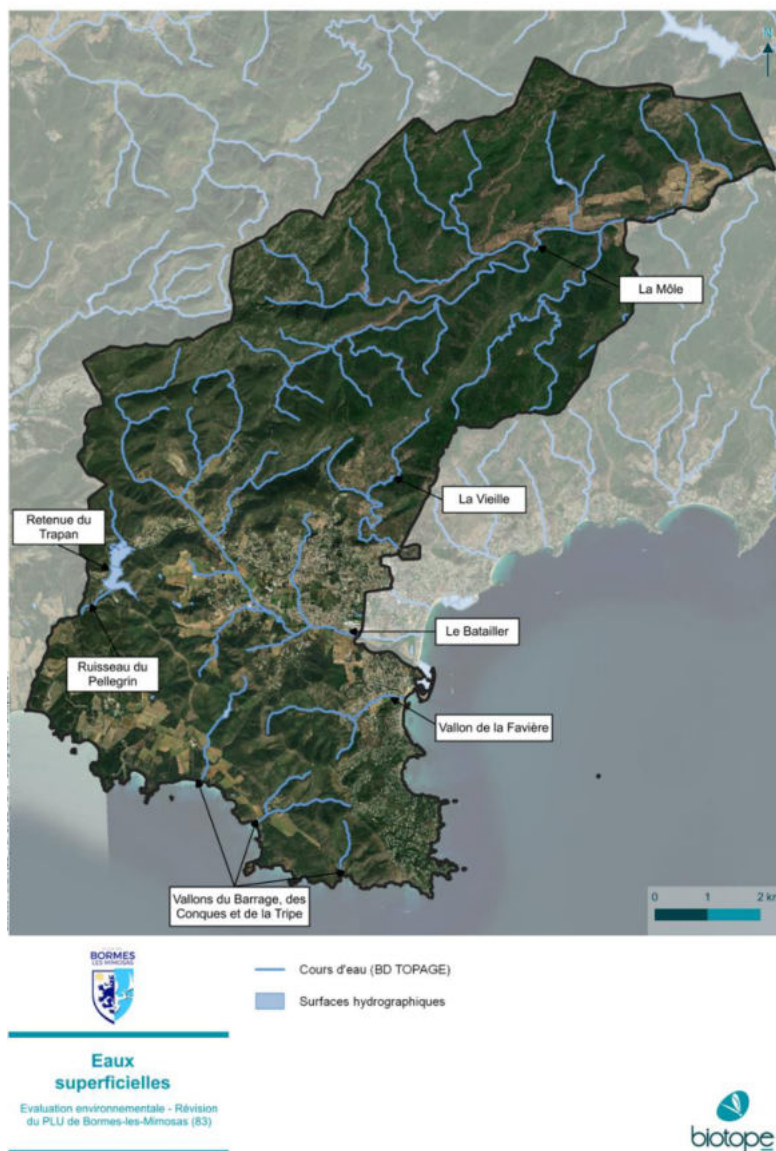 N
La Môle
La Vieille
Retenue du
Trapan
Le Batailler
Ruisseau du
Pellegrin
Vallon de la Favière
Vallons du Barrage, des
Conques et de la Tripe
0 1 2 km
BORMES
LES MIMOSAS
Cours d'eau (BD TOPAGE)
Surfaces hydrographiques
Eaux
superficielles
Evaluation environnementale - Révision
du PLU de Bormes-les-Mimosas (83)
biotope